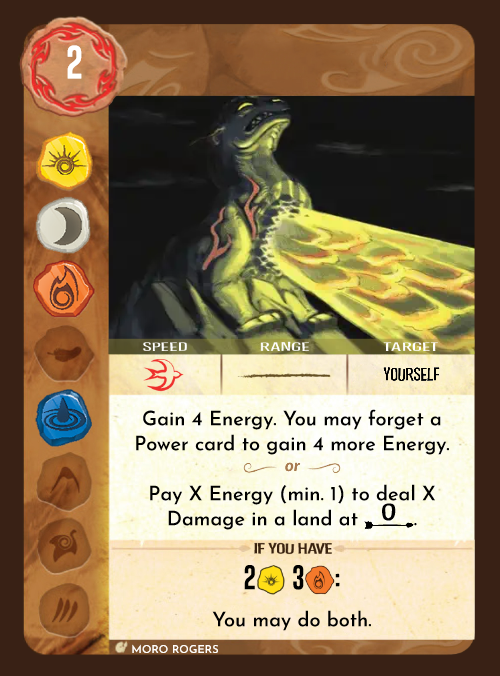 2
SPEED RANGE TARGET
YOURSELF
Gain 4 Energy. You may forget a
Power card to gain 4 more Energy.
or
Pay X Energy (min. 1) to deal X
Damage in a land at 0.
IF YOU HAVE
2 3 :
You may do both.
MORO ROGERS